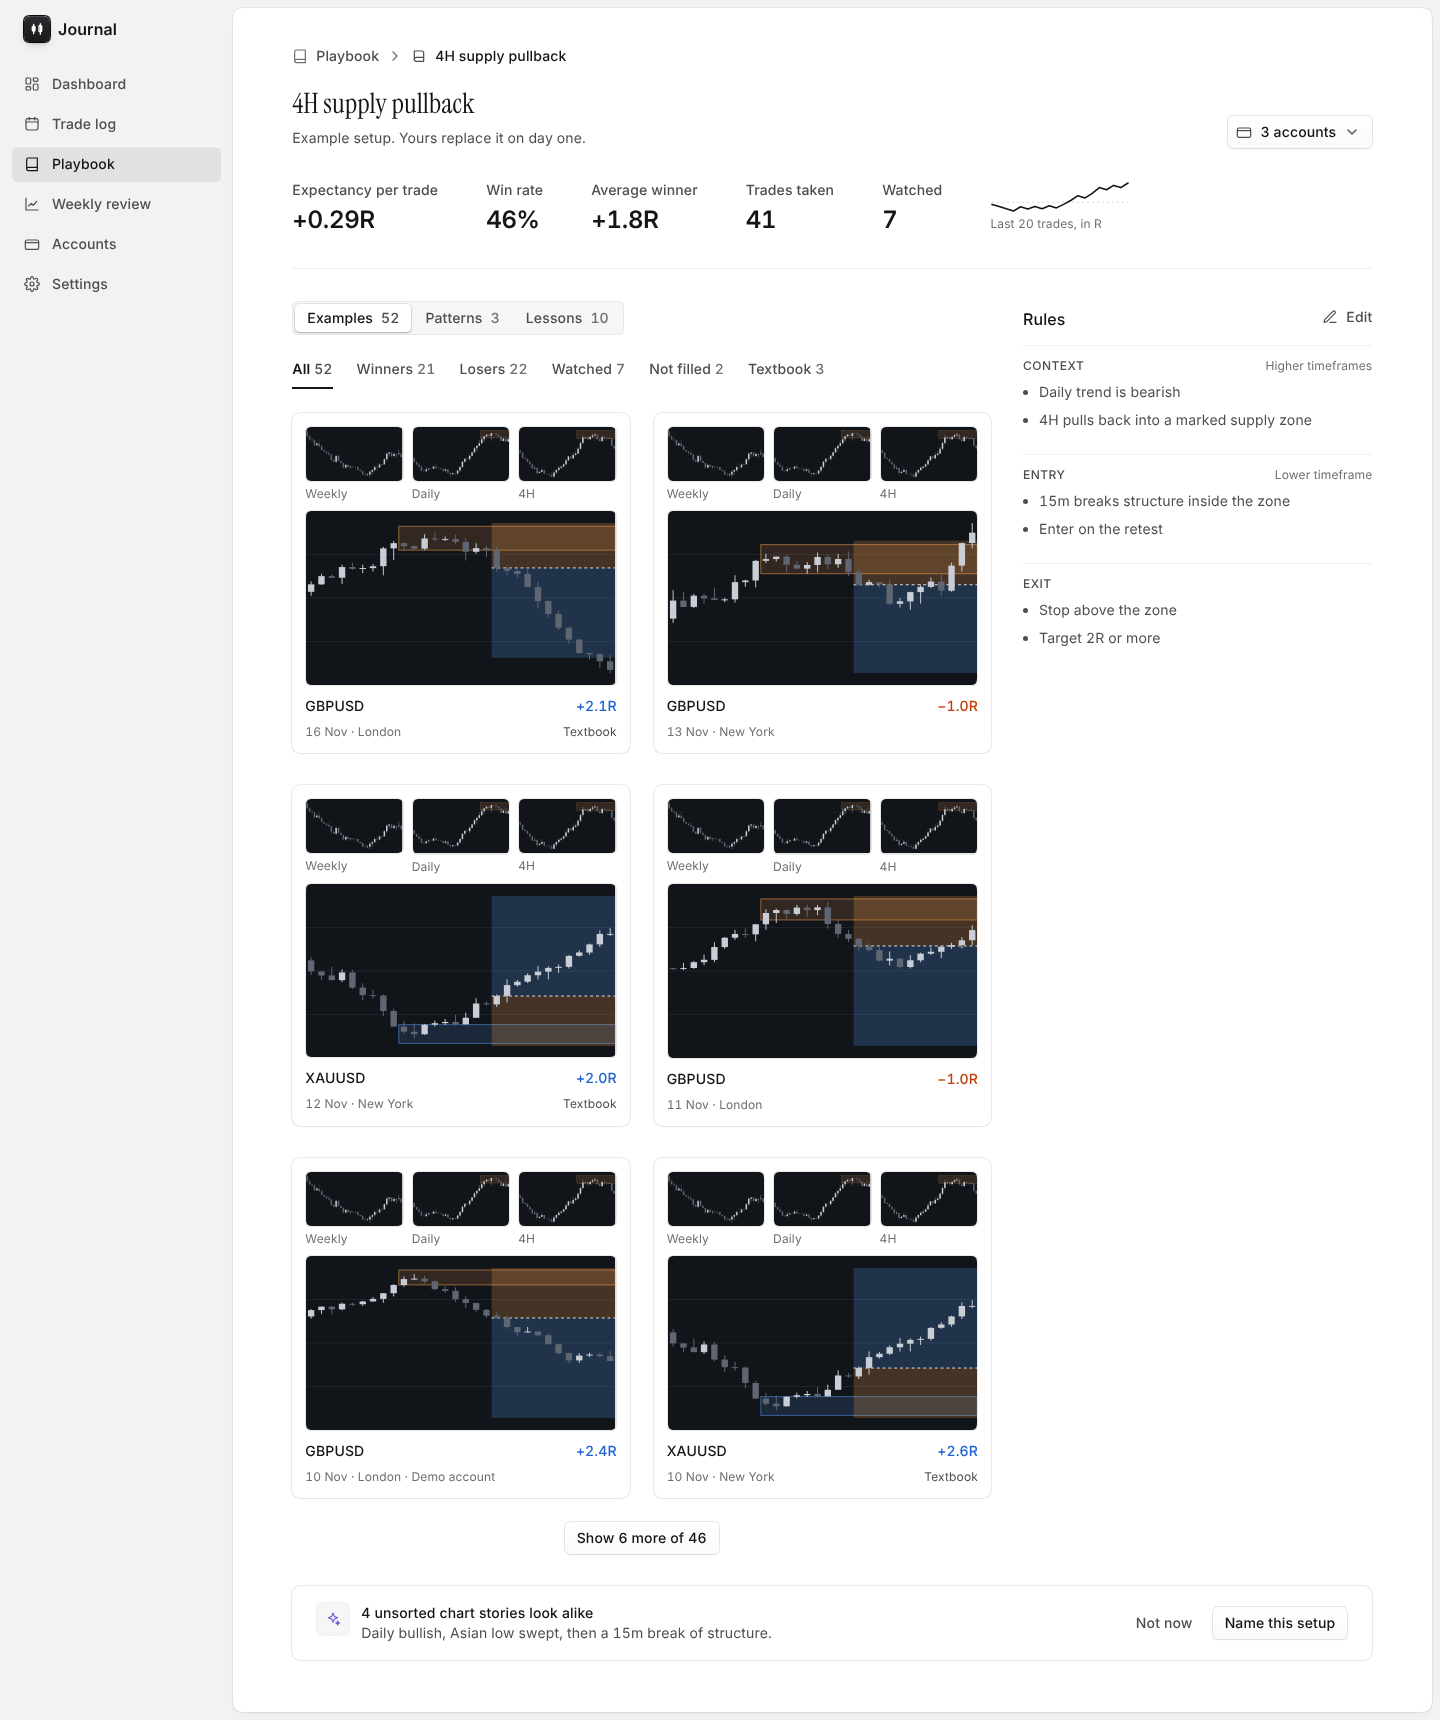 Journal
Dashboard
Trade log
Playbook
Weekly review
Accounts
Settings
Playbook
4H supply pullback
4H supply pullback
Example setup. Yours replace it on day one.
3 accounts
Expectancy per trade
+0.29R
Win rate
46%
Average winner
+1.8R
Trades taken
41
Watched
7
Last 20 trades, in R
Examples 52
Patterns 3
Lessons 10
All 52
Winners 21
Losers 22
Watched 7
Not filled 2
Textbook 3
Weekly
Daily
4H
GBPUSD
+2.1R
16 Nov · London
Textbook
Weekly
Daily
4H
GBPUSD
−1.0R
13 Nov · New York
Weekly
Daily
4H
XAUUSD
+2.0R
12 Nov · New York
Textbook
Weekly
Daily
4H
GBPUSD
−1.0R
11 Nov · London
Weekly
Daily
4H
GBPUSD
+2.4R
10 Nov · London · Demo account
Weekly
Daily
4H
XAUUSD
+2.6R
10 Nov · New York
Textbook
Show 6 more of 46
Rules
Edit
CONTEXT
Higher timeframes
• Daily trend is bearish
• 4H pulls back into a marked supply zone
ENTRY
Lower timeframe
• 15m breaks structure inside the zone
• Enter on the retest
EXIT
• Stop above the zone
• Target 2R or more
4 unsorted chart stories look alike
Daily bullish, Asian low swept, then a 15m break of structure.
Not now
Name this setup